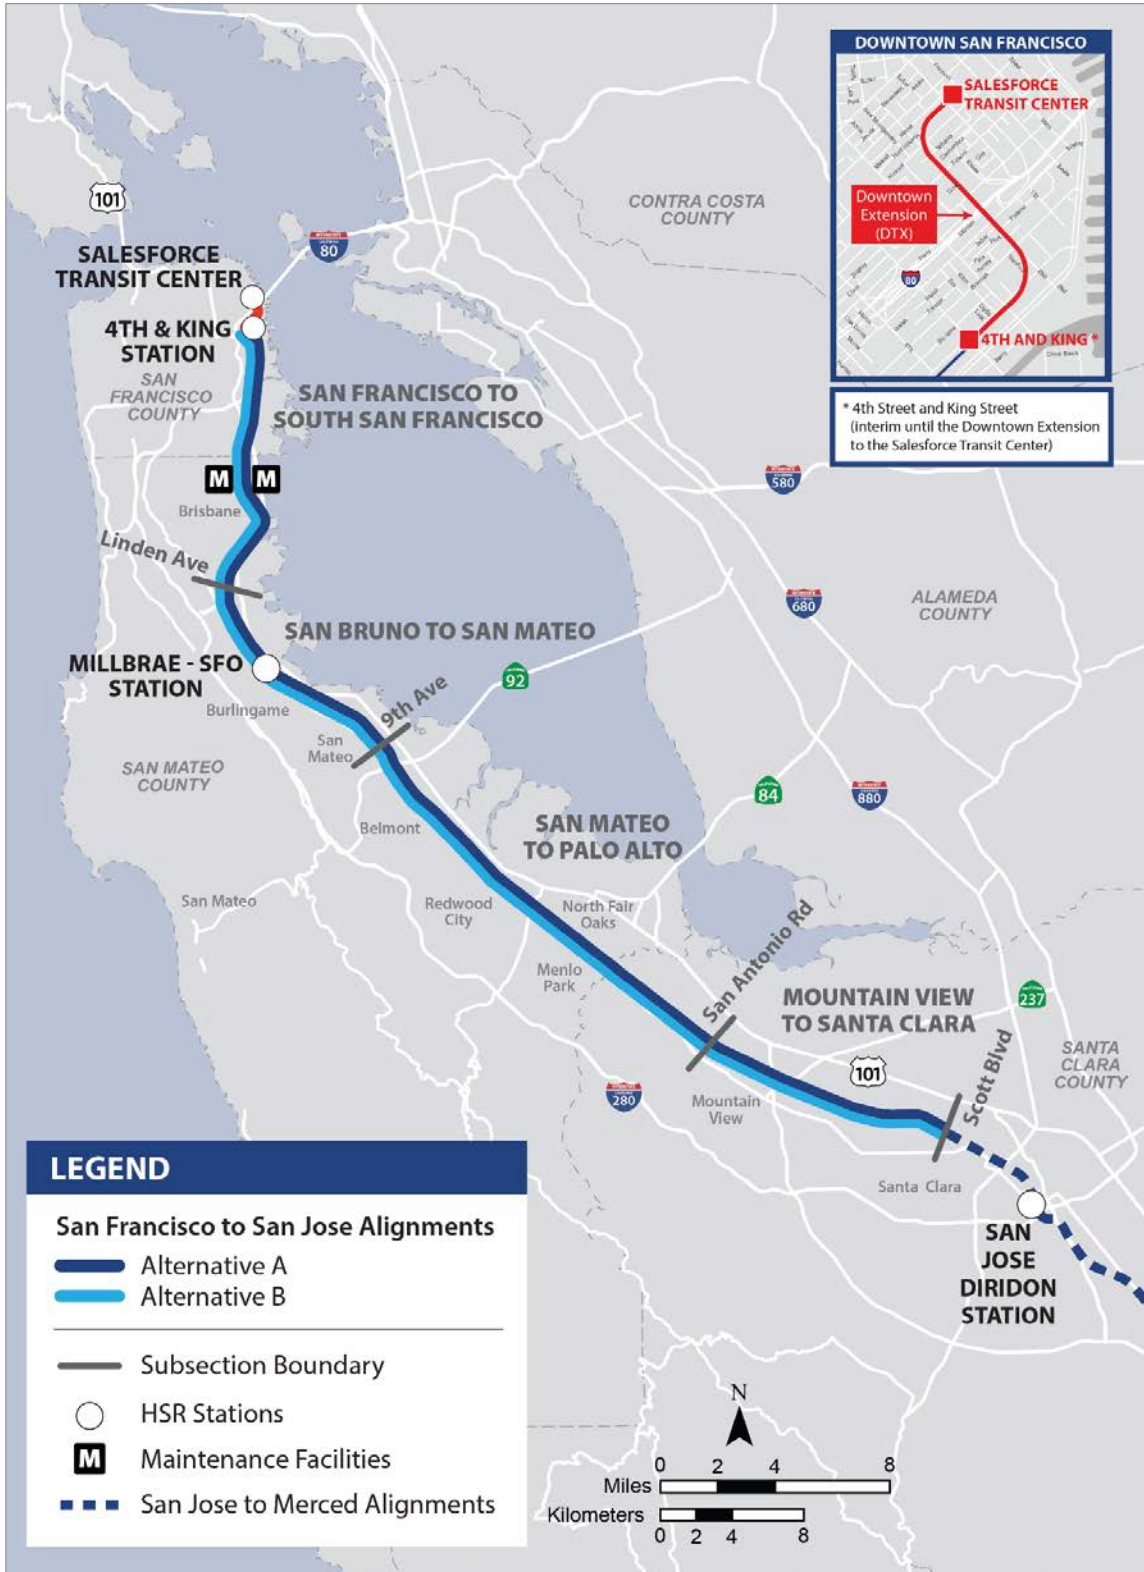 DOWNTOWN SAN FRANCISCO
SALESFORCE
TRANSIT CENTER
Downtown
Extension
(DTX)
80
4TH AND KING *
* 4th Street and King Street
(interim until the Downtown Extension
to the Salesforce Transit Center)
101
CONTRA COSTA
COUNTY
80
SALESFORCE
TRANSIT CENTER
4TH & KING
STATION
SAN
FRANCISCO
COUNTY
SAN FRANCISCO TO
SOUTH SAN FRANCISCO
580
M
M
Brisbane
Linden Ave
680
ALAMEDA
COUNTY
SAN BRUNO TO SAN MATEO
MILLBRAE - SFO
STATION
92
9th Ave
Burlingame
San
Mateo
SAN MATEO
COUNTY
84
880
Belmont
SAN MATEO
TO PALO ALTO
San Mateo
Redwood
City
North Fair
Oaks
San Antonio Rd
Menlo
Park
MOUNTAIN VIEW
TO SANTA CLARA
237
Scott Blvd
SANTA
CLARA
COUNTY
101
280
Mountain
View
Santa Clara
SAN
JOSE
DIRIDON
STATION
LEGEND
San Francisco to San Jose Alignments
Alternative A
Alternative B
Subsection Boundary
HSR Stations
M
Maintenance Facilities
San Jose to Merced Alignments
N
0 2 4 8
Miles
Kilometers
0 2 4 8